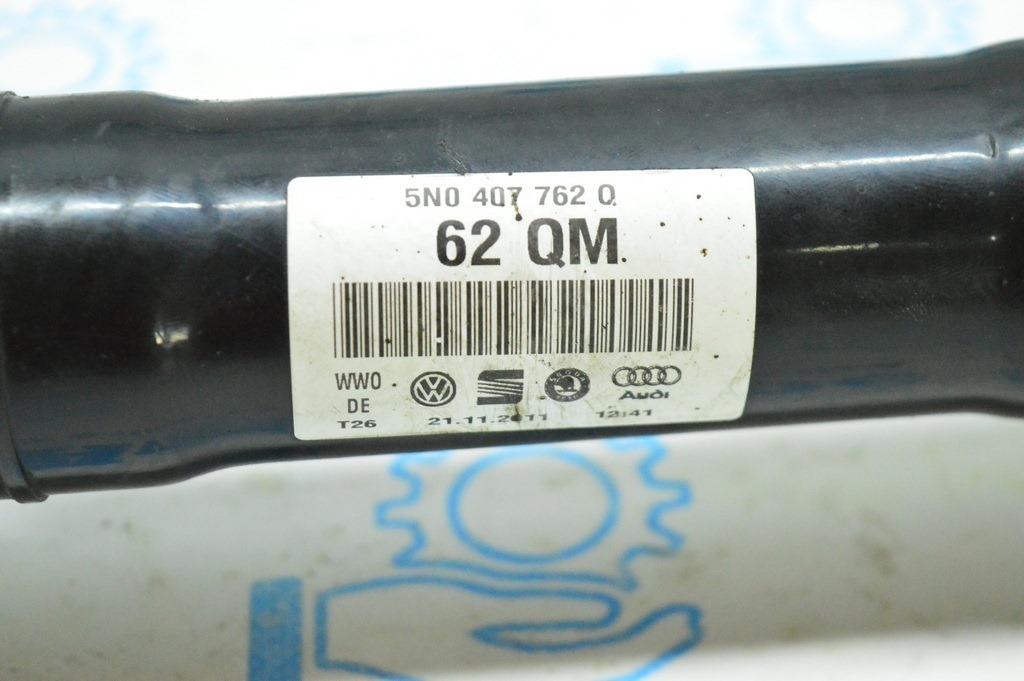 5N0 407 762 Q
62 QM
WW0
DE
T26
21.11.2011 12:41
Audi